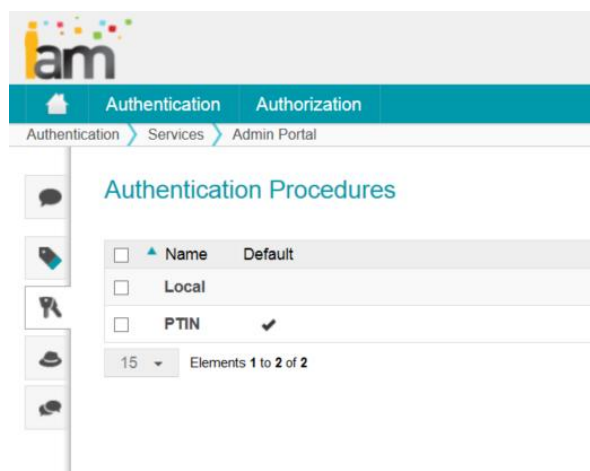 iam
Authentication Authorization
Authentication Services Admin Portal
Authentication Procedures
Name Default
Local
PTIN
15 Elements 1 to 2 of 2